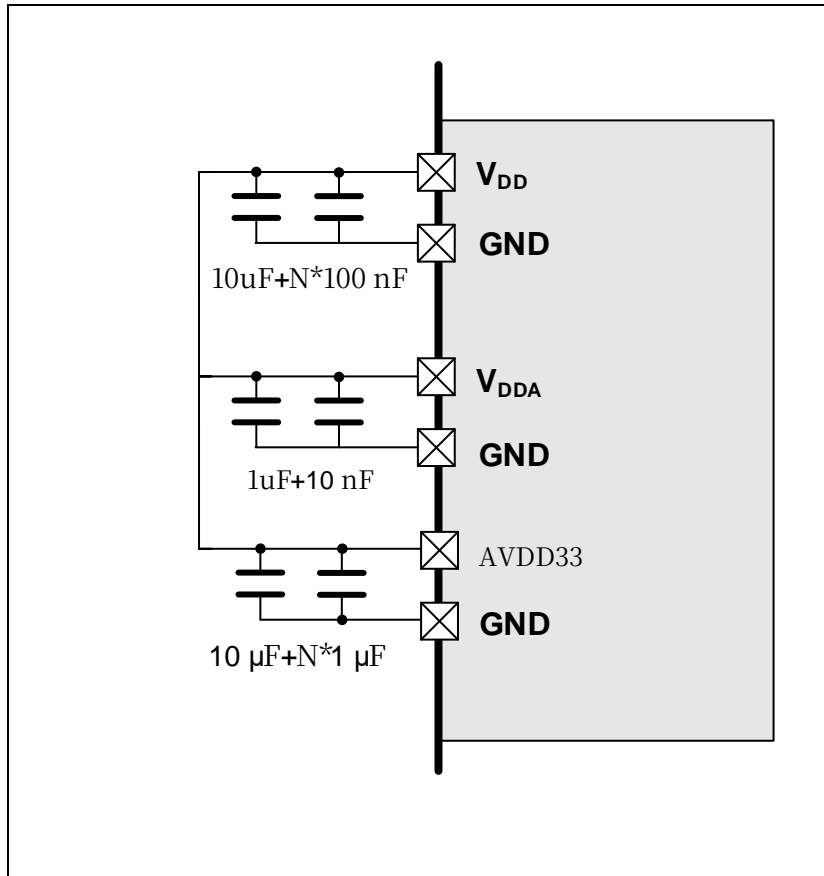 VDD
GND
10uF+N*100 nF
VDDA
GND
1uF+10 nF
AVDD33
GND
10 μF+N*1 μF